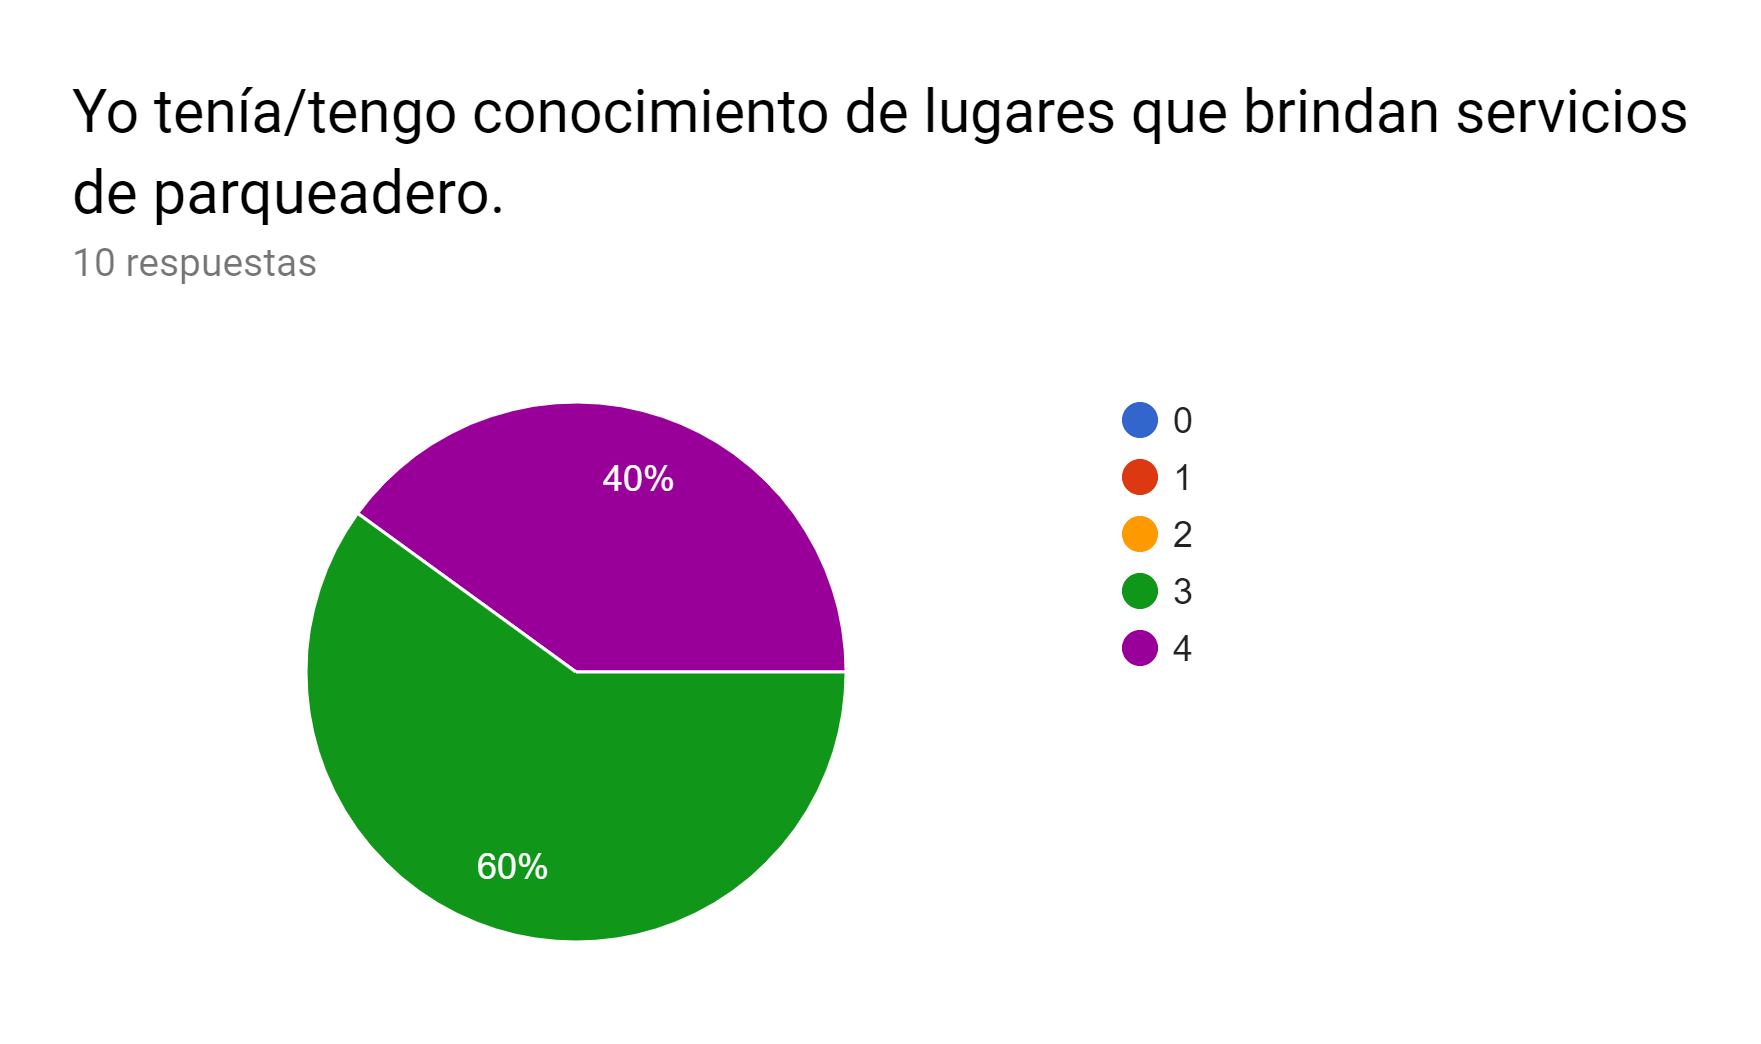 Yo tenía/tengo conocimiento de lugares que brindan servicios
de parqueadero.
10 respuestas
40%
60%
0
1
2
3
4